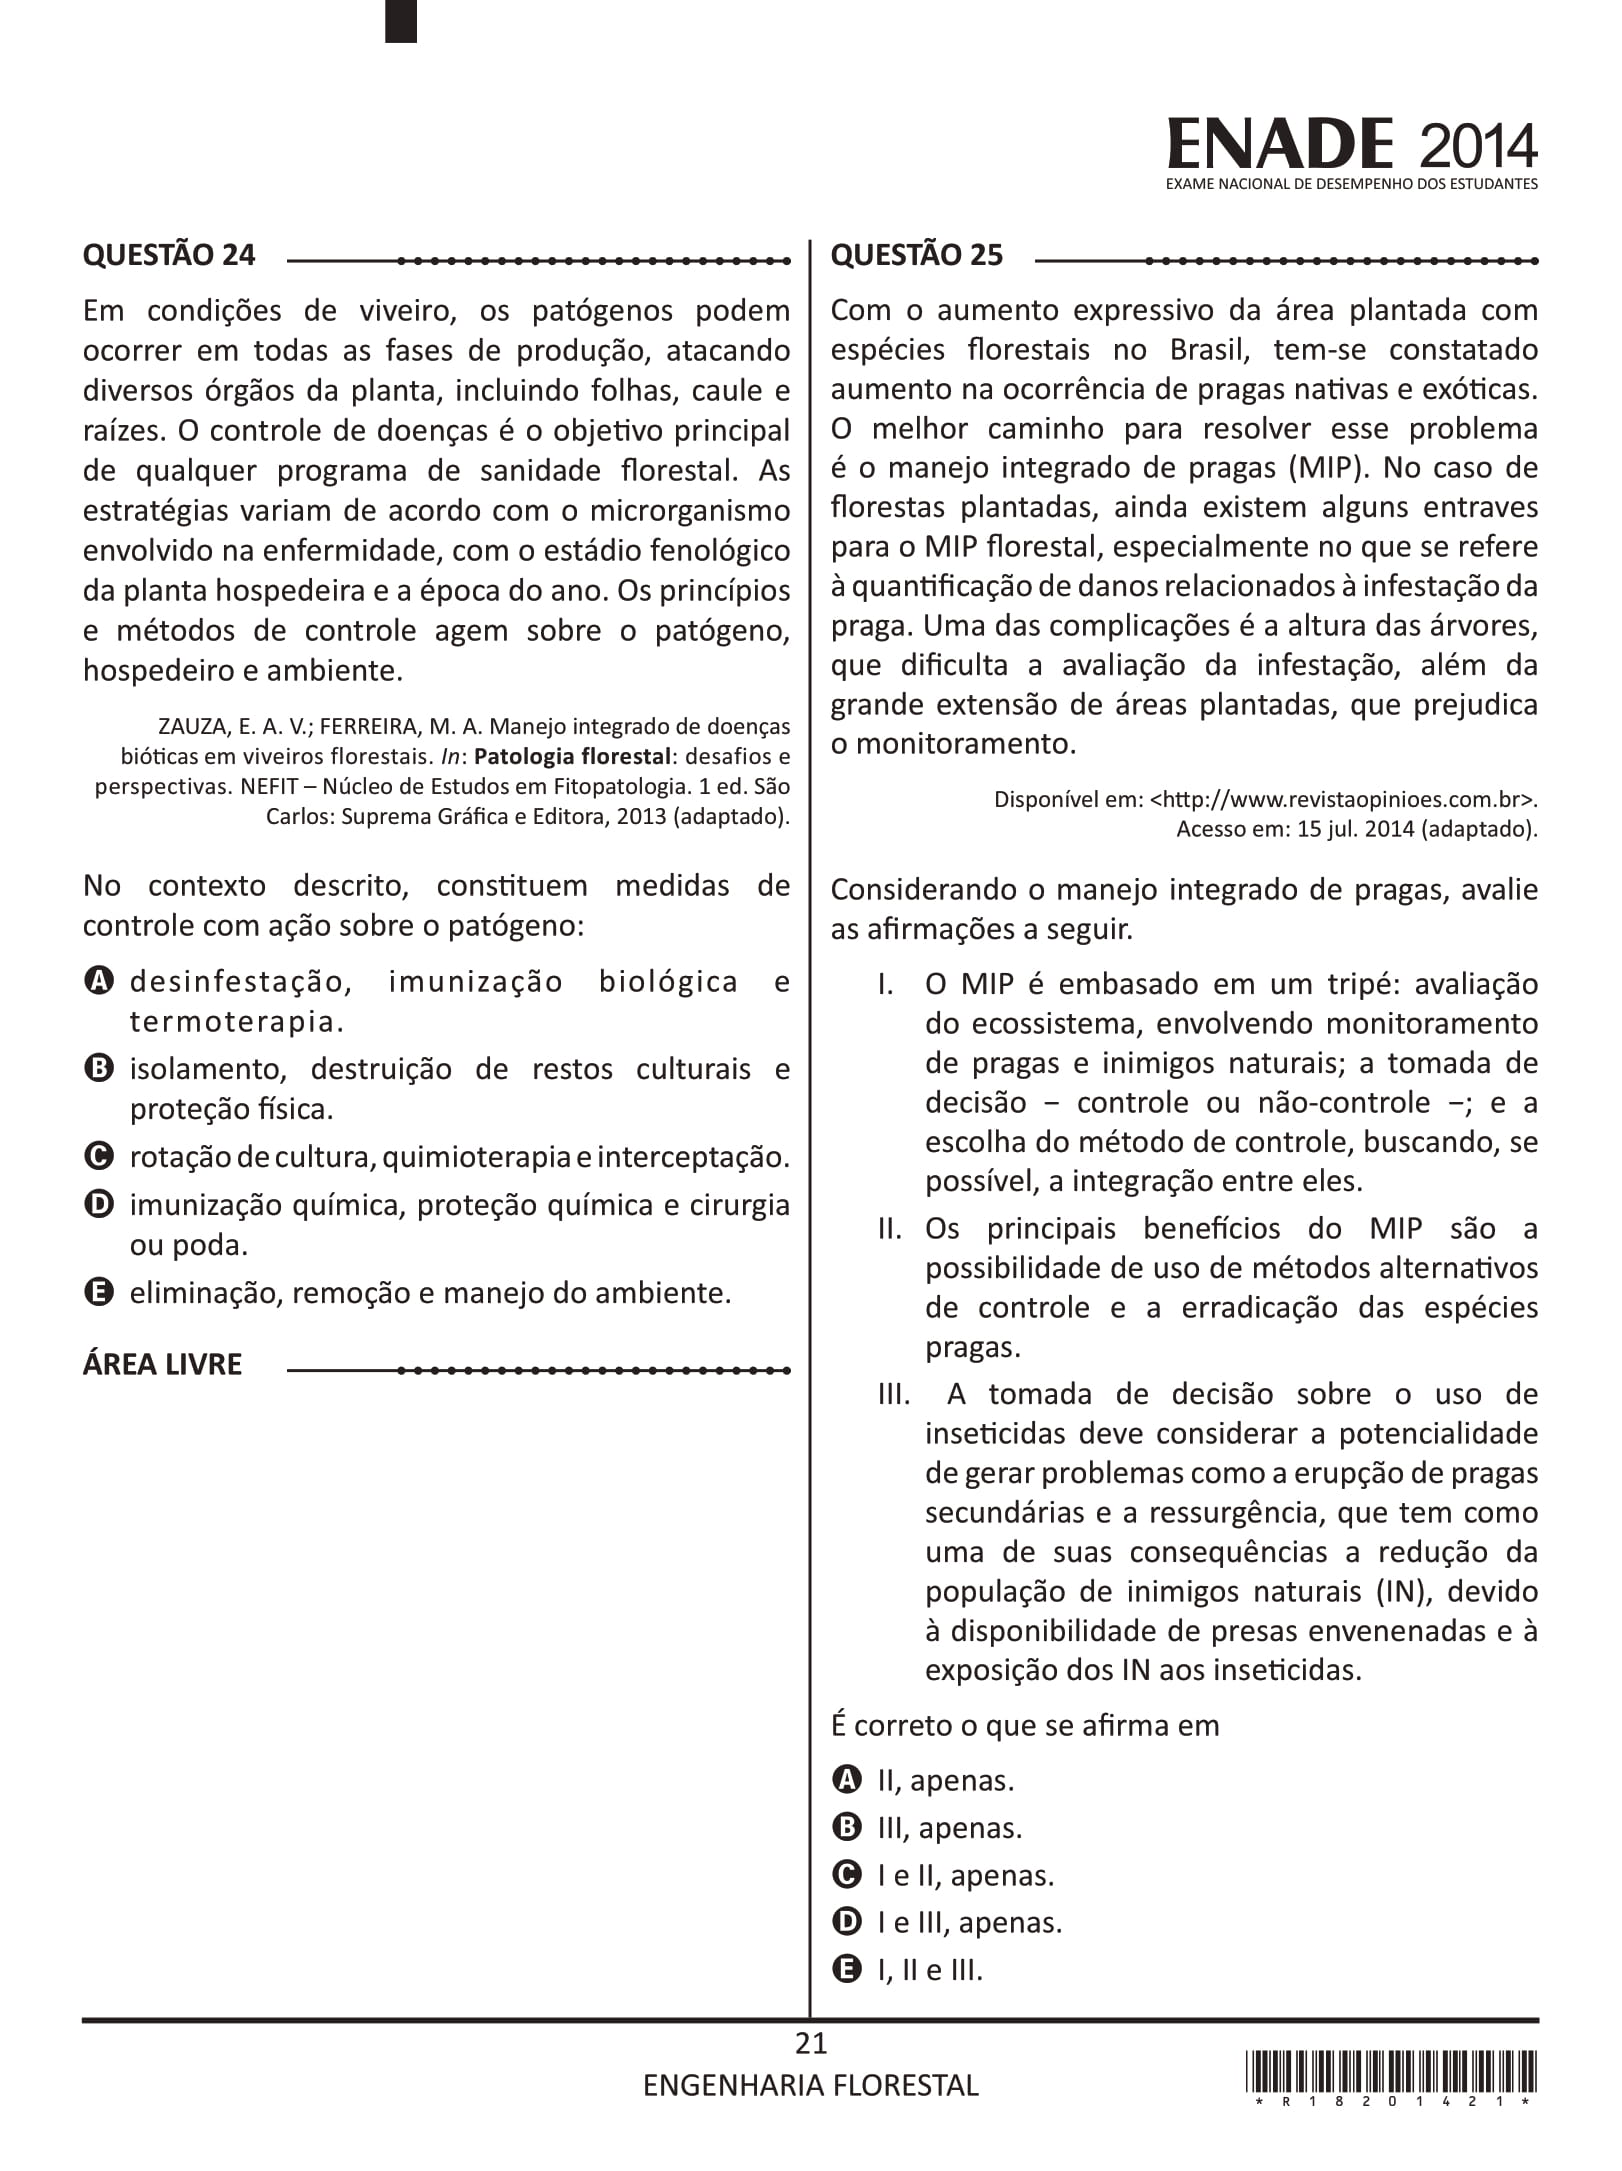 ENADE 2014
EXAME NACIONAL DE DESEMPENHO DOS ESTUDANTES
QUESTÃO 24
Em condições de viveiro, os patógenos podem
ocorrer em todas as fases de produção, atacando
diversos órgãos da planta, incluindo folhas, caule e
raízes. O controle de doenças é o objetivo principal
de qualquer programa de sanidade florestal. As
estratégias variam de acordo com o microrganismo
envolvido na enfermidade, com o estádio fenológico
da planta hospedeira e a época do ano. Os princípios
e métodos de controle agem sobre o patógeno,
hospedeiro e ambiente.
ZAUZA, E. A. V.; FERREIRA, M. A. Manejo integrado de doenças
bióticas em viveiros florestais. In: Patologia florestal: desafios e
perspectivas. NEFIT – Núcleo de Estudos em Fitopatologia. 1 ed. São
Carlos: Suprema Gráfica e Editora, 2013 (adaptado).
No contexto descrito, constituem medidas de
controle com ação sobre o patógeno:
A desinfestação, imunização biológica e
termoterapia.
B isolamento, destruição de restos culturais e
proteção física.
C rotação de cultura, quimioterapia e interceptação.
D imunização química, proteção química e cirurgia
ou poda.
E eliminação, remoção e manejo do ambiente.
ÁREA LIVRE
QUESTÃO 25
Com o aumento expressivo da área plantada com
espécies florestais no Brasil, tem-se constatado
aumento na ocorrência de pragas nativas e exóticas.
O melhor caminho para resolver esse problema
é o manejo integrado de pragas (MIP). No caso de
florestas plantadas, ainda existem alguns entraves
para o MIP florestal, especialmente no que se refere
à quantificação de danos relacionados à infestação da
praga. Uma das complicações é a altura das árvores,
que dificulta a avaliação da infestação, além da
grande extensão de áreas plantadas, que prejudica
o monitoramento.
Disponível em: <http://www.revistaopinioes.com.br>.
Acesso em: 15 jul. 2014 (adaptado).
Considerando o manejo integrado de pragas, avalie
as afirmações a seguir.
I. O MIP é embasado em um tripé: avaliação
do ecossistema, envolvendo monitoramento
de pragas e inimigos naturais; a tomada de
decisão − controle ou não-controle −; e a
escolha do método de controle, buscando, se
possível, a integração entre eles.
II. Os principais benefícios do MIP são a
possibilidade de uso de métodos alternativos
de controle e a erradicação das espécies
pragas.
III. A tomada de decisão sobre o uso de
inseticidas deve considerar a potencialidade
de gerar problemas como a erupção de pragas
secundárias e a ressurgência, que tem como
uma de suas consequências a redução da
população de inimigos naturais (IN), devido
à disponibilidade de presas envenenadas e à
exposição dos IN aos inseticidas.
É correto o que se afirma em
A II, apenas.
B III, apenas.
C I e II, apenas.
D I e III, apenas.
E I, II e III.
21
ENGENHARIA FLORESTAL
*R18201421*